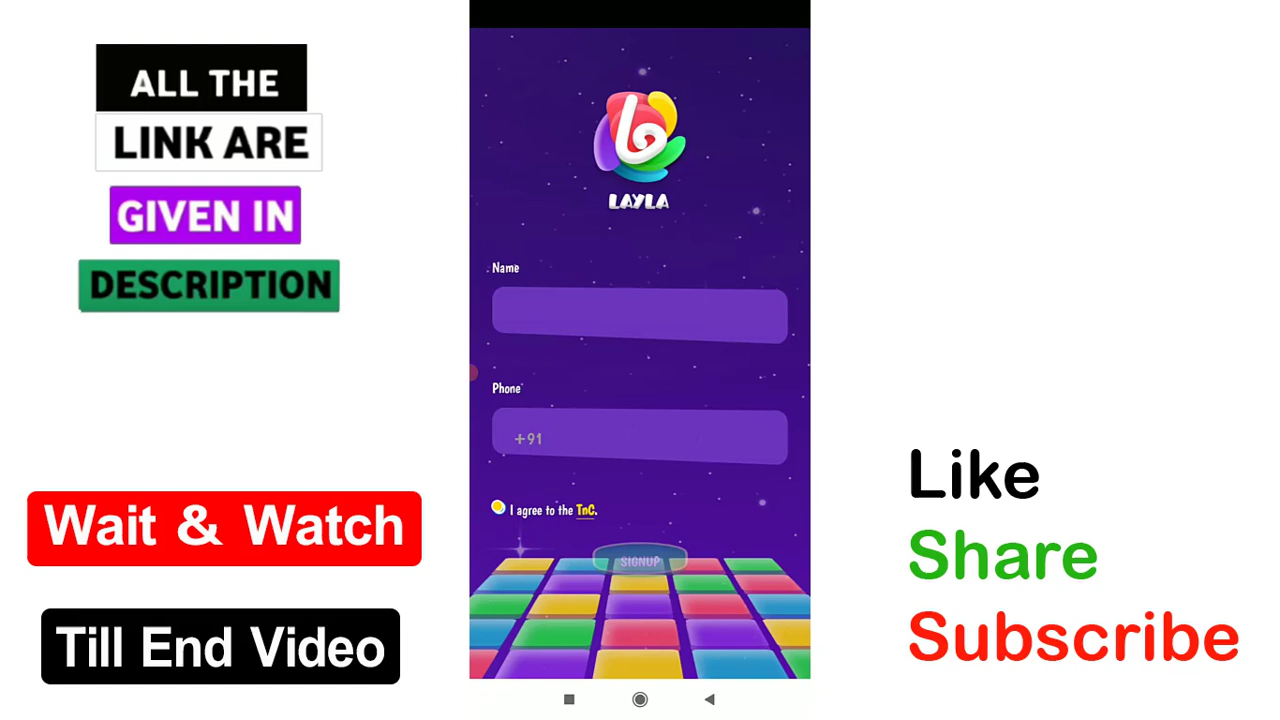 ALL THE
LINK ARE
GIVEN IN
DESCRIPTION
Wait & Watch
Till End Video
LAYLA
Name
Phone
+91
I agree to the TnC.
SIGNUP
Like
Share
Subscribe